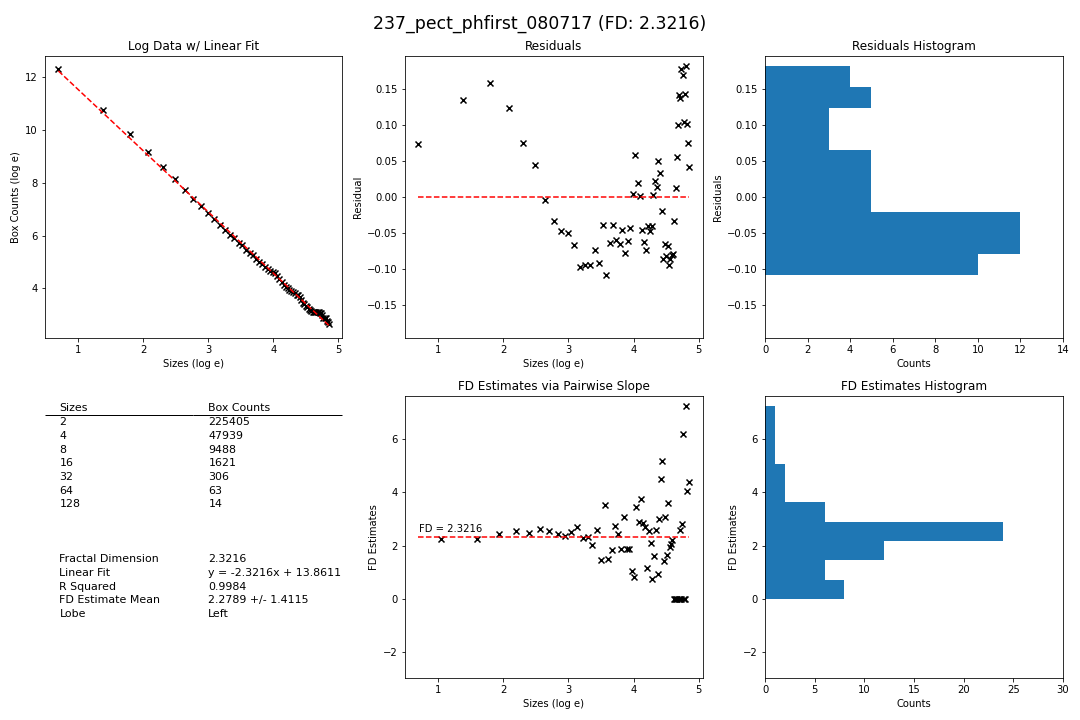 237_pect_phfirst_080717 (FD: 2.3216)
Log Data w/ Linear Fit
Box Counts (log e)
12
10
8
6
4
1 2 3 4 5
Sizes (log e)
Residuals
Residual
0.15
0.10
0.05
0.00
−0.05
−0.10
−0.15
1 2 3 4 5
Sizes (log e)
Residuals Histogram
Residuals
0.15
0.10
0.05
0.00
−0.05
−0.10
−0.15
0 2 4 6 8 10 12 14
Counts
Sizes Box Counts
2 225405
4 47939
8 9488
16 1621
32 306
64 63
128 14
Fractal Dimension 2.3216
Linear Fit y = -2.3216x + 13.8611
R Squared 0.9984
FD Estimate Mean 2.2789 +/- 1.4115
Lobe Left
FD Estimates via Pairwise Slope
FD Estimates
6
4
FD = 2.3216
2
0
−2
1 2 3 4 5
Sizes (log e)
FD Estimates Histogram
FD Estimates
6
4
2
0
−2
0 5 10 15 20 25 30
Counts